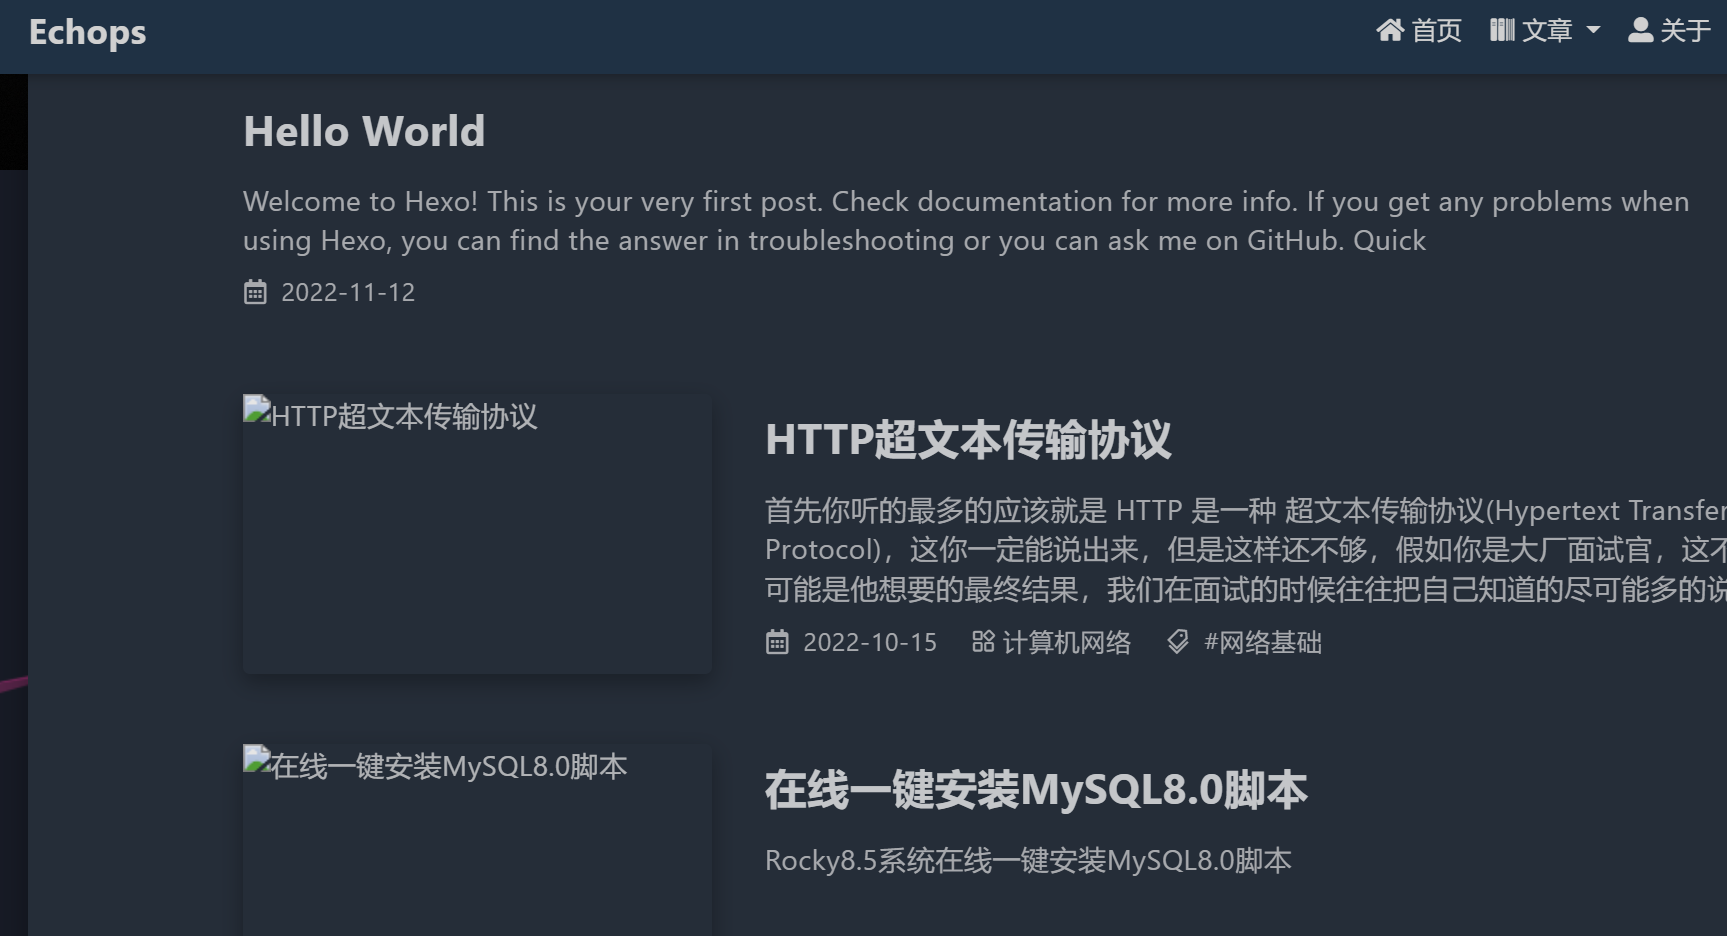 Echops
首页 文章 关于
Hello World
Welcome to Hexo! This is your very first post. Check documentation for more info. If you get any problems when
using Hexo, you can find the answer in troubleshooting or you can ask me on GitHub. Quick
2022-11-12
HTTP超文本传输协议
HTTP超文本传输协议
首先你听的最多的应该就是 HTTP 是一种 超文本传输协议(Hypertext Transfer
Protocol)，这你一定能说出来，但是这样还不够，假如你是大厂面试官，这不
可能是他想要的最终结果，我们在面试的时候往往把自己知道的尽可能多的说
2022-10-15 计算机网络 #网络基础
在线一键安装MySQL8.0脚本
在线一键安装MySQL8.0脚本
Rocky8.5系统在线一键安装MySQL8.0脚本